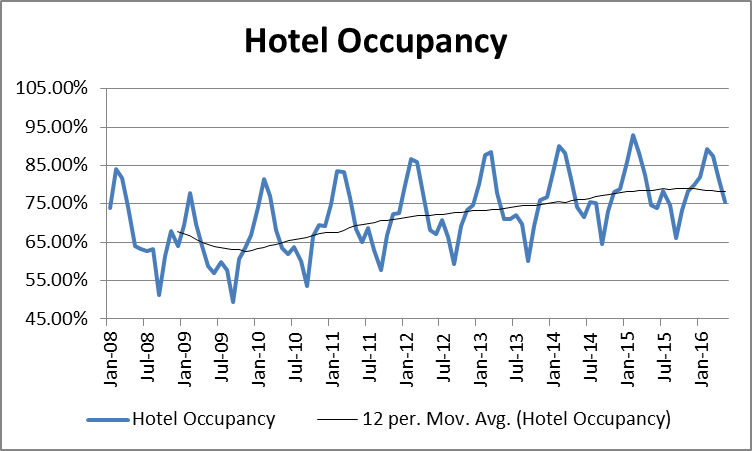 Hotel Occupancy
105.00%
95.00%
85.00%
75.00%
65.00%
55.00%
45.00%
Jan-08
Jul-08
Jan-09
Jul-09
Jan-10
Jul-10
Jan-11
Jul-11
Jan-12
Jul-12
Jan-13
Jul-13
Jan-14
Jul-14
Jan-15
Jul-15
Jan-16
Hotel Occupancy
12 per. Mov. Avg. (Hotel Occupancy)